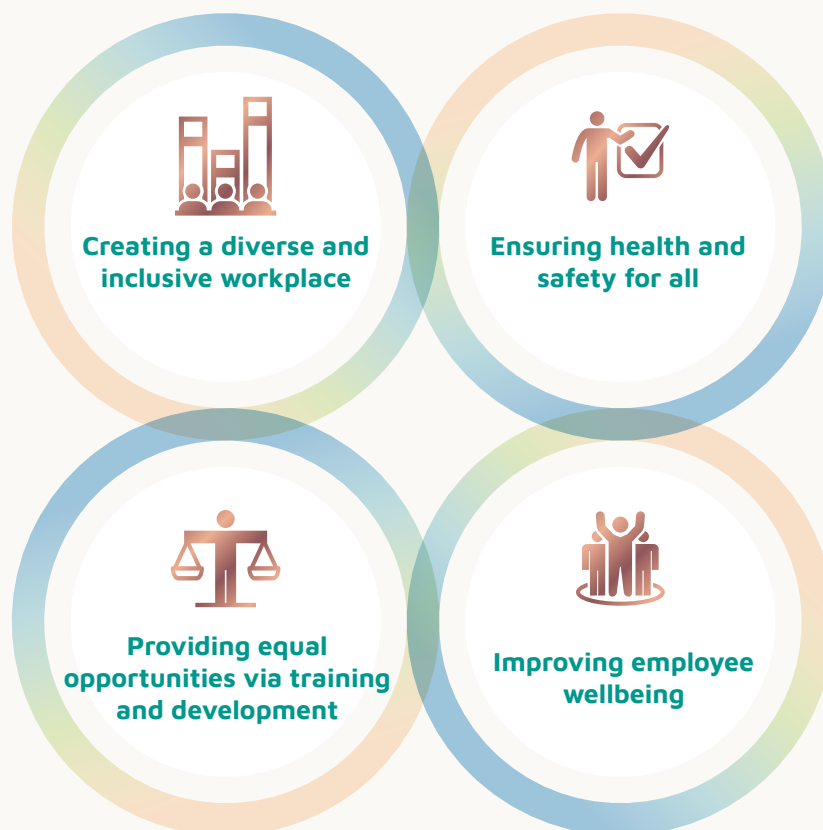 Creating a diverse and
inclusive workplace
Ensuring health and
safety for all
Providing equal
opportunities via training
and development
Improving employee
wellbeing